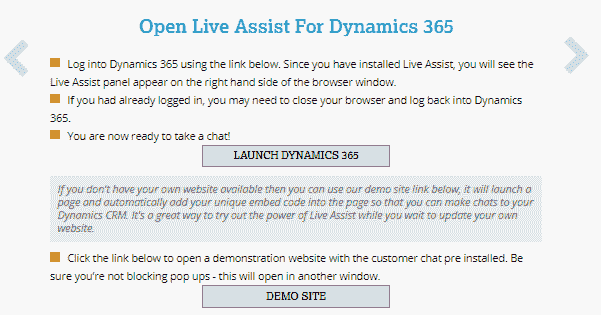 Open Live Assist For Dynamics 365
Log into Dynamics 365 using the link below. Since you have installed Live Assist, you will see the
Live Assist panel appear on the right hand side of the browser window.
If you had already logged in, you may need to close your browser and log back into Dynamics
365.
You are now ready to take a chat!
LAUNCH DYNAMICS 365
If you don't have your own website available then you can use our demo site link below, it will launch a
page and automatically add your unique embed code into the page so that you can make chats to your
Dynamics CRM. It's a great way to try out the power of Live Assist while you wait to update your own
website.
Click the link below to open a demonstration website with the customer chat pre installed. Be
sure you're not blocking pop ups - this will open in another window.
DEMO SITE